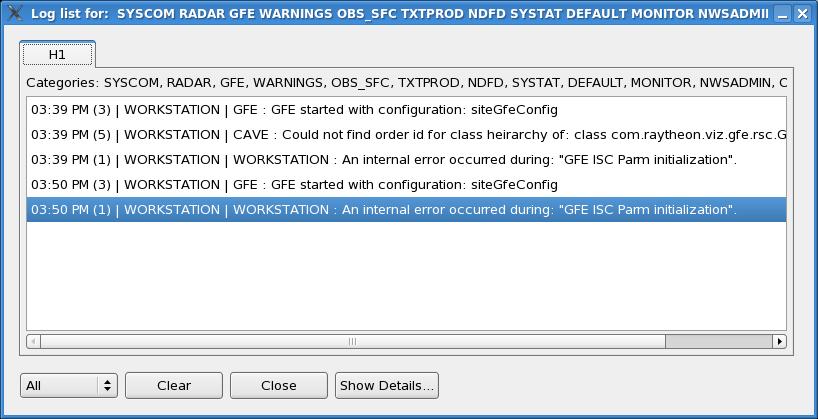 Log list for: SYSCOM RADAR GFE WARNINGS OBS_SFC TXTPROD NDFD SYSTAT DEFAULT MONITOR NWSADMII
H1
Categories: SYSCOM, RADAR, GFE, WARNINGS, OBS_SFC, TXTPROD, NDFD, SYSTAT, DEFAULT, MONITOR, NWSADMIN, C
03:39 PM (3) | WORKSTATION | GFE : GFE started with configuration: siteGfeConfig
03:39 PM (5) | WORKSTATION | CAVE : Could not find order id for class heirarchy of: class com.raytheon.viz.gfe.rsc.G
03:39 PM (1) | WORKSTATION | WORKSTATION : An internal error occurred during: "GFE ISC Parm initialization".
03:50 PM (3) | WORKSTATION | GFE : GFE started with configuration: siteGfeConfig
03:50 PM (1) | WORKSTATION | WORKSTATION : An internal error occurred during: "GFE ISC Parm initialization".
All Clear Close Show Details...